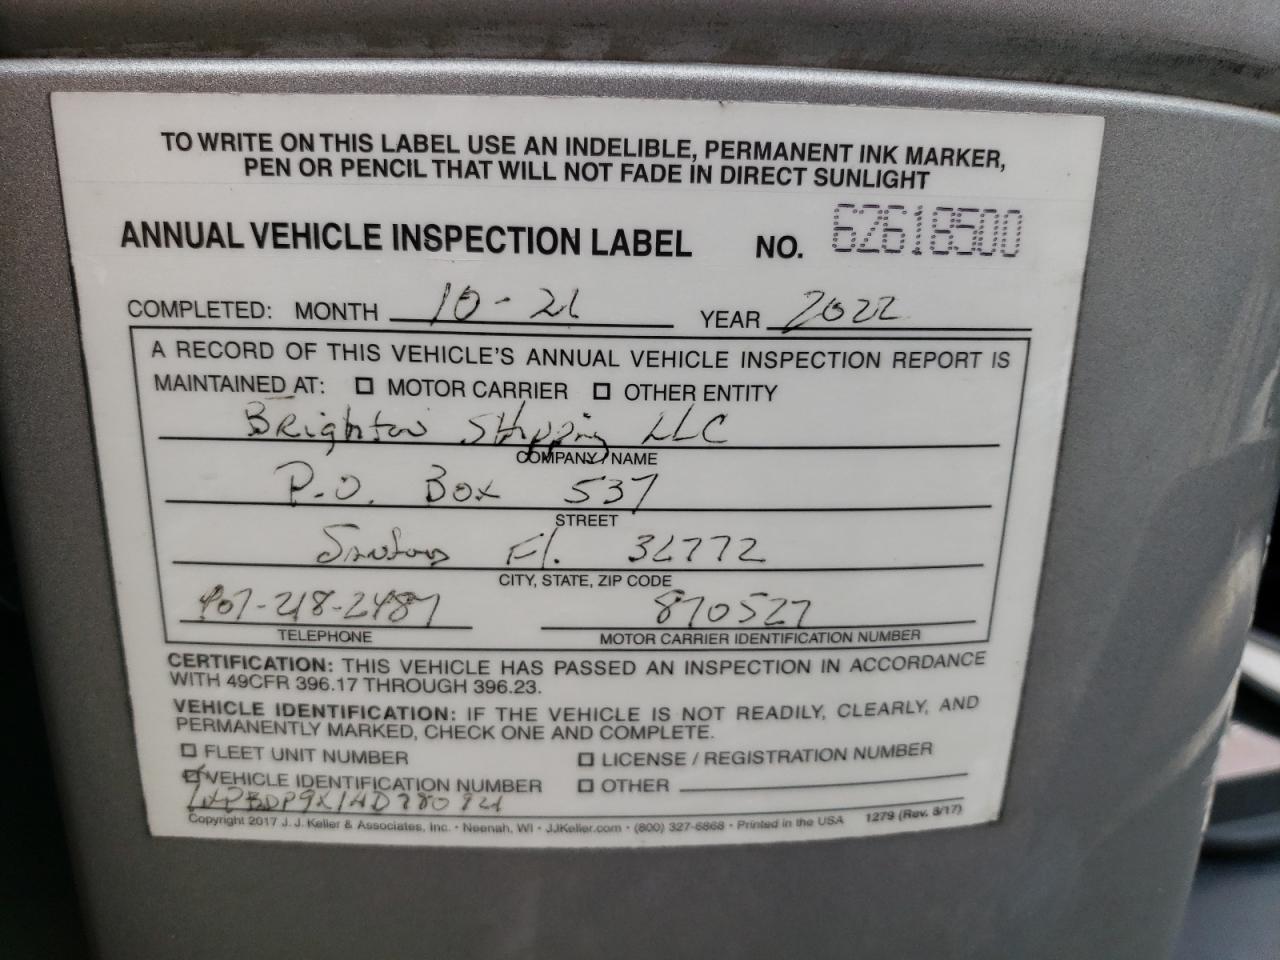 TO WRITE ON THIS LABEL USE AN INDELIBLE, PERMANENT INK MARKER,
PEN OR PENCIL THAT WILL NOT FADE IN DIRECT SUNLIGHT
ANNUAL VEHICLE INSPECTION LABEL NO. 62618500
COMPLETED: MONTH 10-21 YEAR 2022
A RECORD OF THIS VEHICLE'S ANNUAL VEHICLE INSPECTION REPORT IS
MAINTAINED AT: ☐ MOTOR CARRIER ☐ OTHER ENTITY
Brighton Shipping LLC
COMPANY NAME
P.O. Box 537
STREET
Fl. 32772
CITY, STATE, ZIP CODE
407-218-2487 870527
TELEPHONE MOTOR CARRIER IDENTIFICATION NUMBER
CERTIFICATION: THIS VEHICLE HAS PASSED AN INSPECTION IN ACCORDANCE
WITH 49CFR 396.17 THROUGH 396.23.
VEHICLE IDENTIFICATION: IF THE VEHICLE IS NOT READILY, CLEARLY, AND
PERMANENTLY MARKED, CHECK ONE AND COMPLETE.
☐ FLEET UNIT NUMBER ☐ LICENSE / REGISTRATION NUMBER
☑ VEHICLE IDENTIFICATION NUMBER ☐ OTHER
Copyright 2017 J. J. Keller & Associates, Inc. • Neenah, WI • JJKeller.com • (800) 327-6868 • Printed in the USA 1279 (Rev. 3/17)